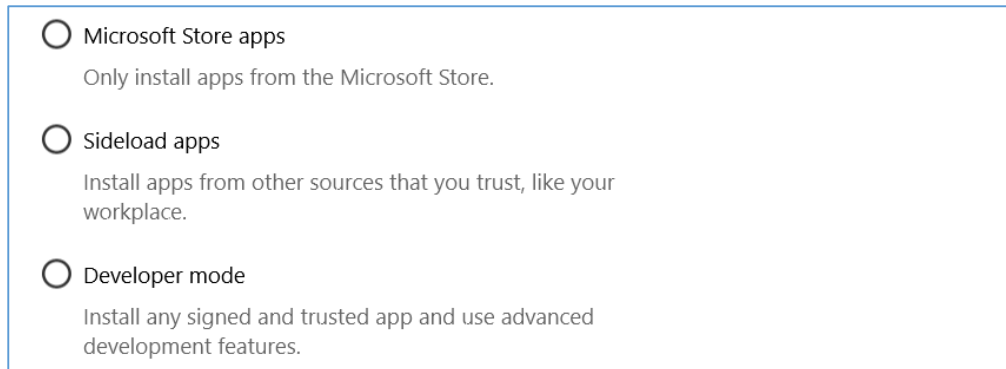 Microsoft Store apps
Only install apps from the Microsoft Store.
Sideload apps
Install apps from other sources that you trust, like your
workplace.
Developer mode
Install any signed and trusted app and use advanced
development features.